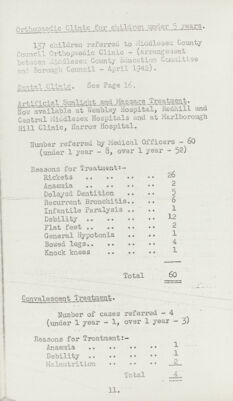 Orthopaedic Clinic for children under 5 years.
137 children referred to Middlesex County
Council Orthopaedic Clinic - (Arrangement
between Middlesex County Education Committee
and Borough Council - April 1942).
Dental Clinic. See Page 16.
Artificial Sunlight and Massage Treatment.
Now available at Wembley Hospital, Redhill and
Central Middlesex Hospitals and at Marlborough
Hill Clinic, Harrow Hospital.
Number referred by Medical Officers - 60
(under 1 year - 8, over 1 year - 52)
Reasons for Treatment:-
Rickets .. .. .. .. 26
Anaemia .. .. .. .. 2
Delayed Dentition .. .. 5
Recurrent Bronchitis.. .. 6
Infantile Paralysis .. .. 1
Debility .. .. .. .. 12
Flat feet .. .. .. .. 2
General Hypotonia .. .. 1
Bowed legs.. .. .. .. 4
Knock knees .. .. .. 1
Total 60
Convalescent Treatment.
Number of cases referred - 4
(under 1 year - 1, over 1 year - 3)
Reasons for Treatment:-
Anaemia .. .. .. .. 1
Debility .. .. .. .. 1
Malnutrition .. .. .. 2
Total 4
11.